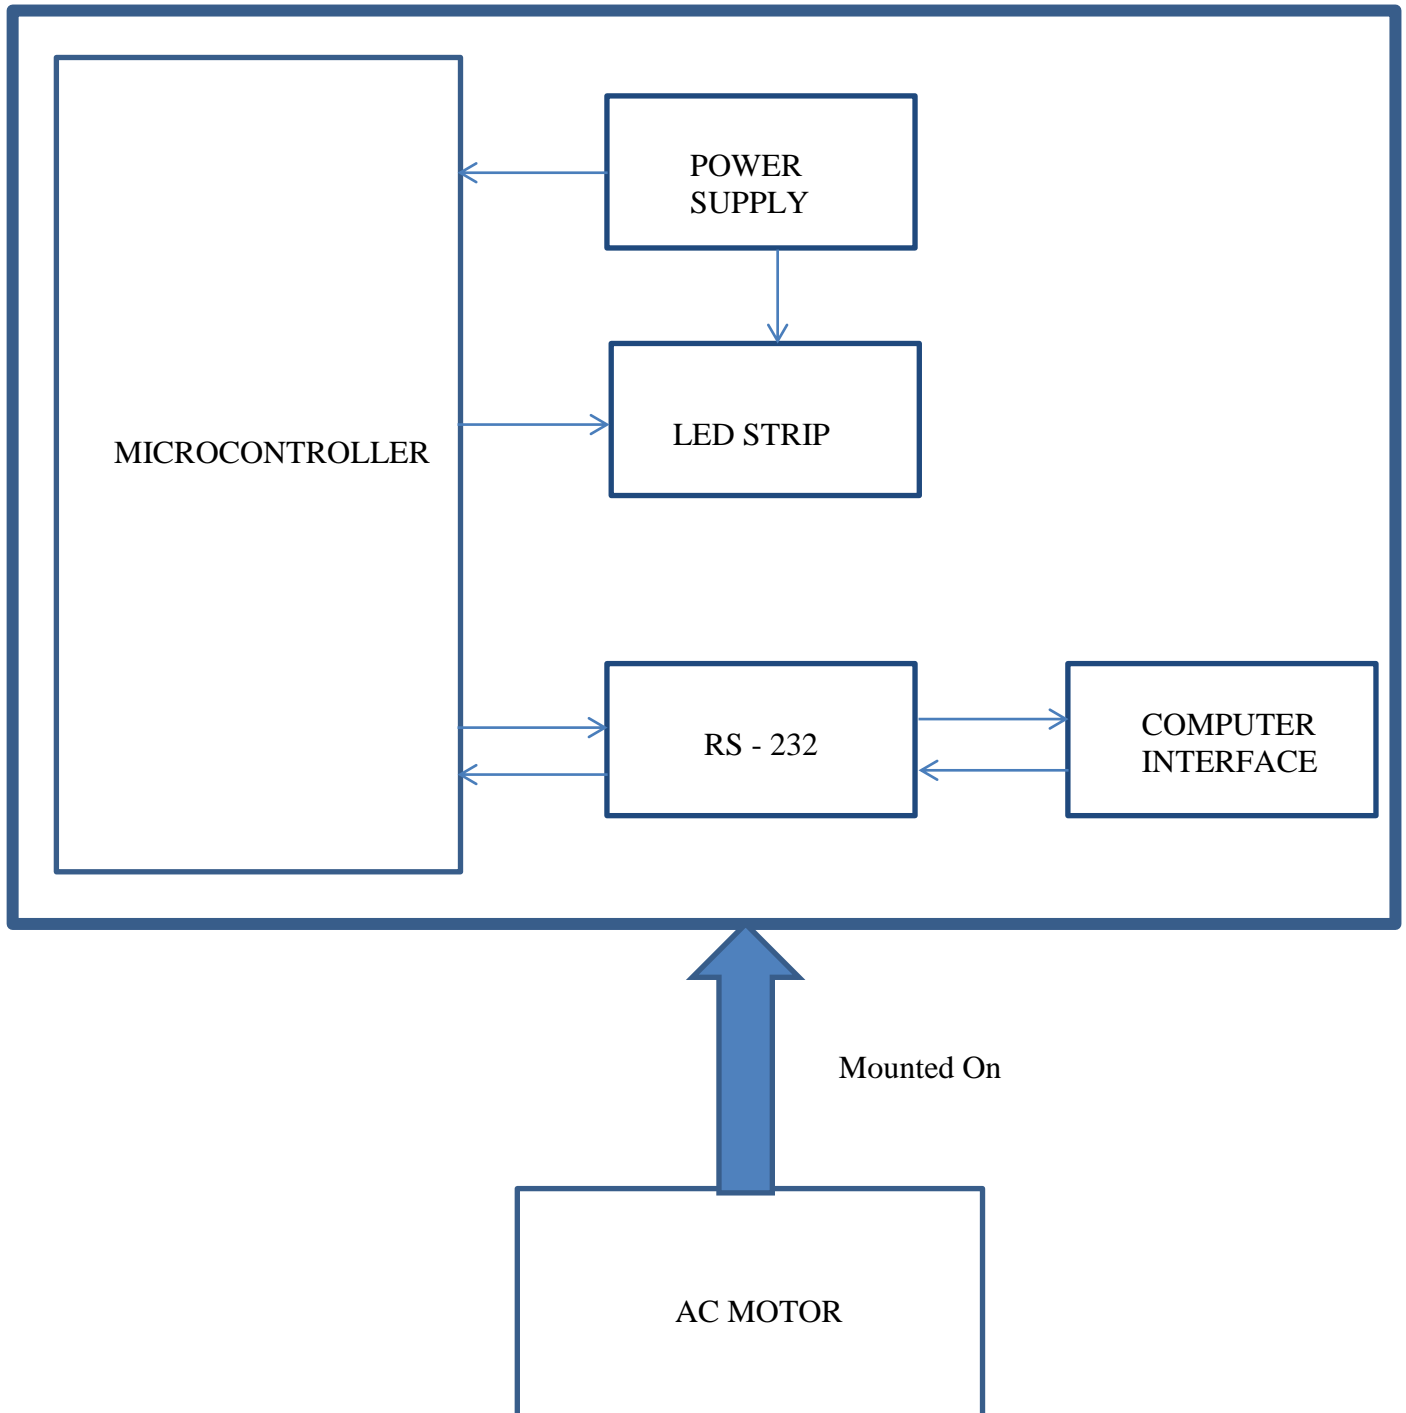 POWER
SUPPLY
LED STRIP
MICROCONTROLLER
RS - 232
COMPUTER
INTERFACE
Mounted On
AC MOTOR